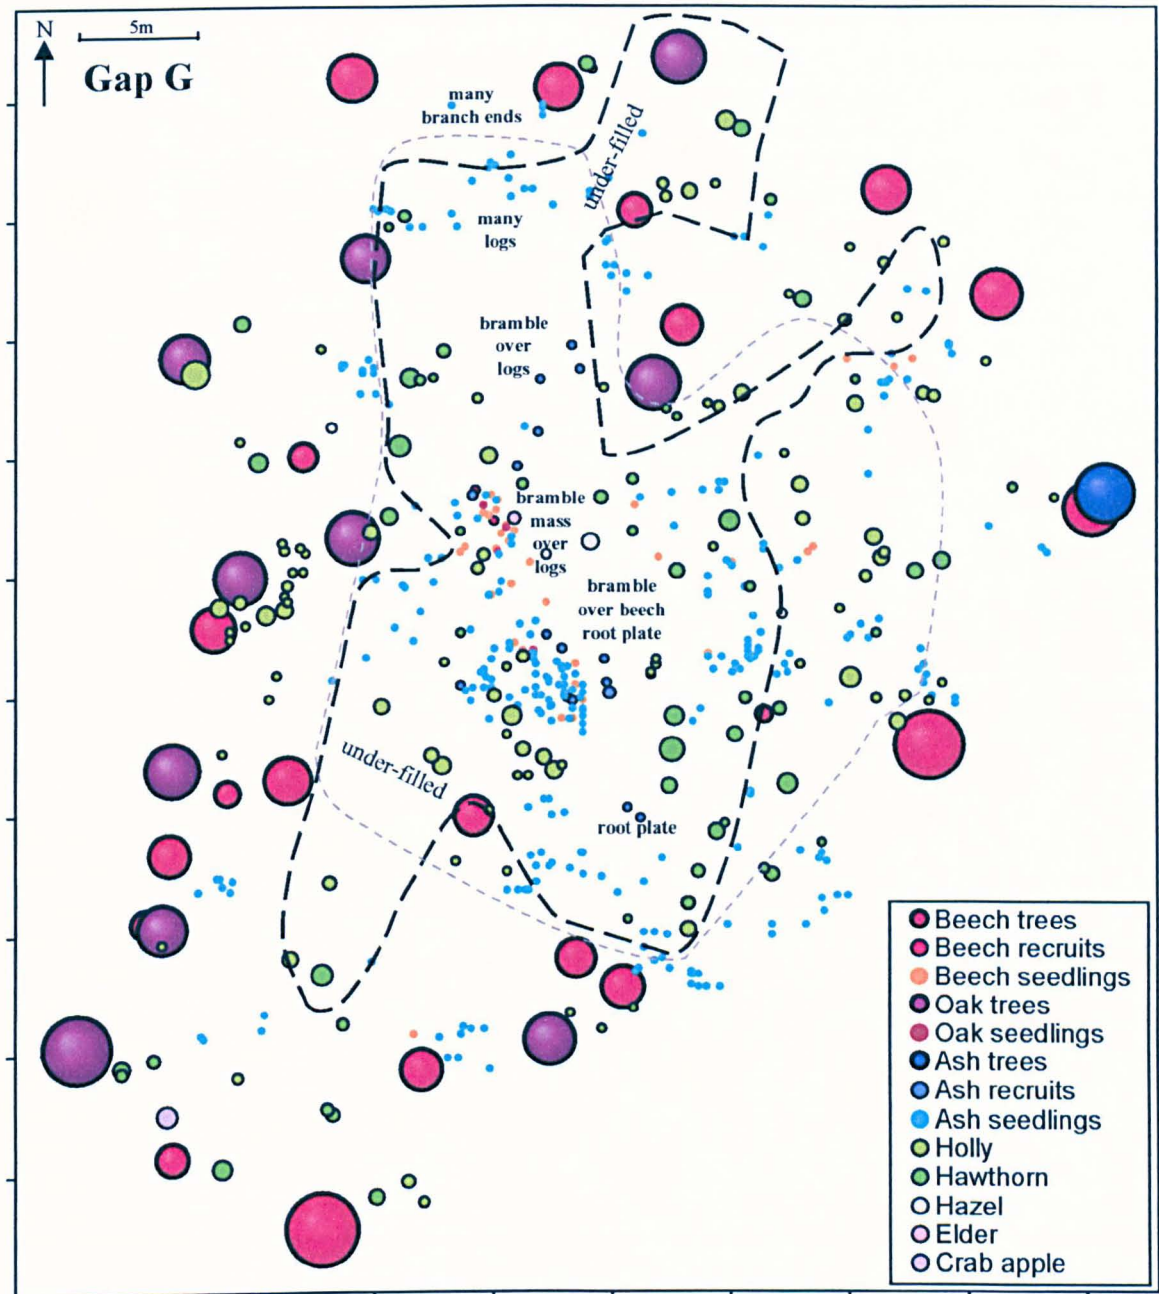 N
5m
Gap G
many
branch ends
under-filled
many
logs
bramble
over
logs
bramble
mass
over
logs
bramble
over beech
root plate
under-filled
root plate
Beech trees
Beech recruits
Beech seedlings
Oak trees
Oak seedlings
Ash trees
Ash recruits
Ash seedlings
Holly
Hawthorn
Hazel
Elder
Crab apple